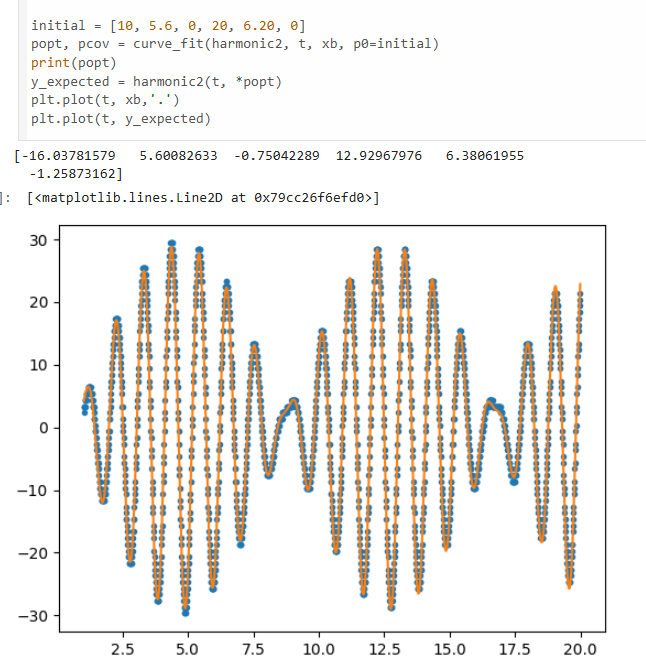 initial = [10, 5.6, 0, 20, 6.20, 0]
popt, pcov = curve_fit(harmonic2, t, xb, p0=initial)
print(popt)
y_expected = harmonic2(t, *popt)
plt.plot(t, xb,'.')
plt.plot(t, y_expected)
[-16.03781579 5.60082633 -0.75042289 12.92967976 6.38061955
-1.25873162]
]: [<matplotlib.lines.Line2D at 0x79cc26f6efd0>]
30
20
10
0
−10
−20
−30
2.5 5.0 7.5 10.0 12.5 15.0 17.5 20.0